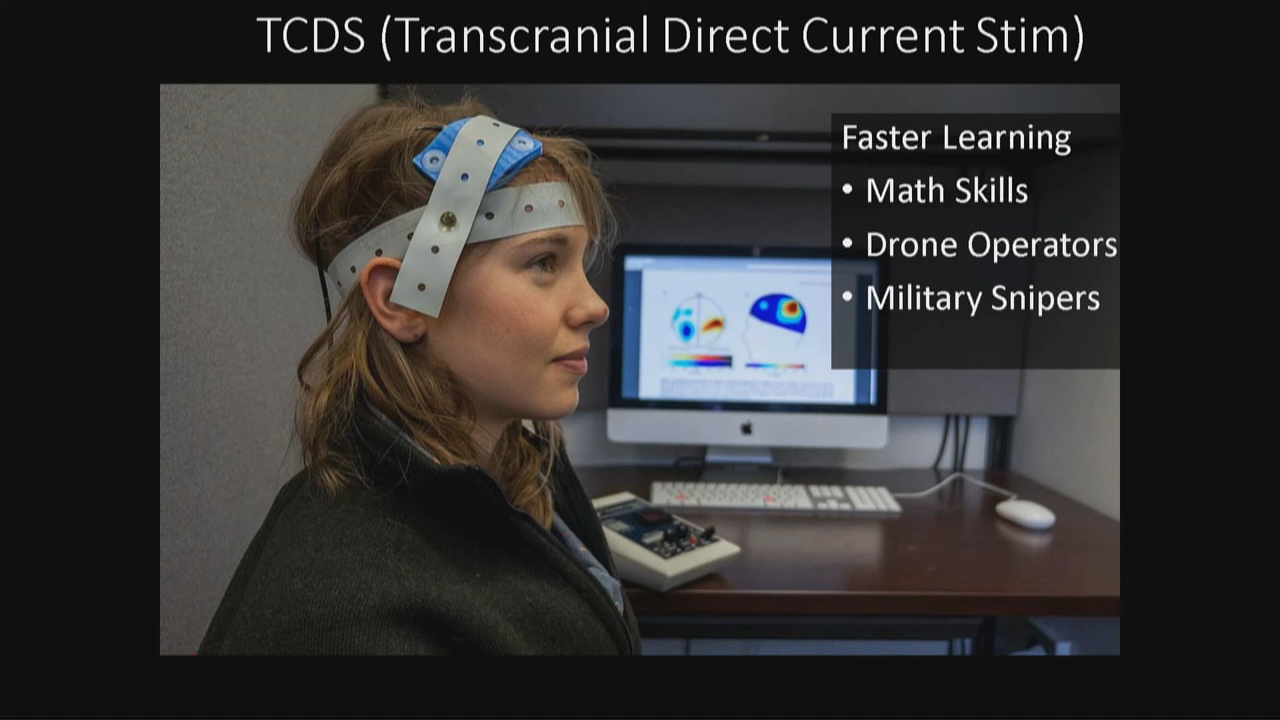 TCDS (Transcranial Direct Current Stim)
Faster Learning
• Math Skills
• Drone Operators
• Military Snipers